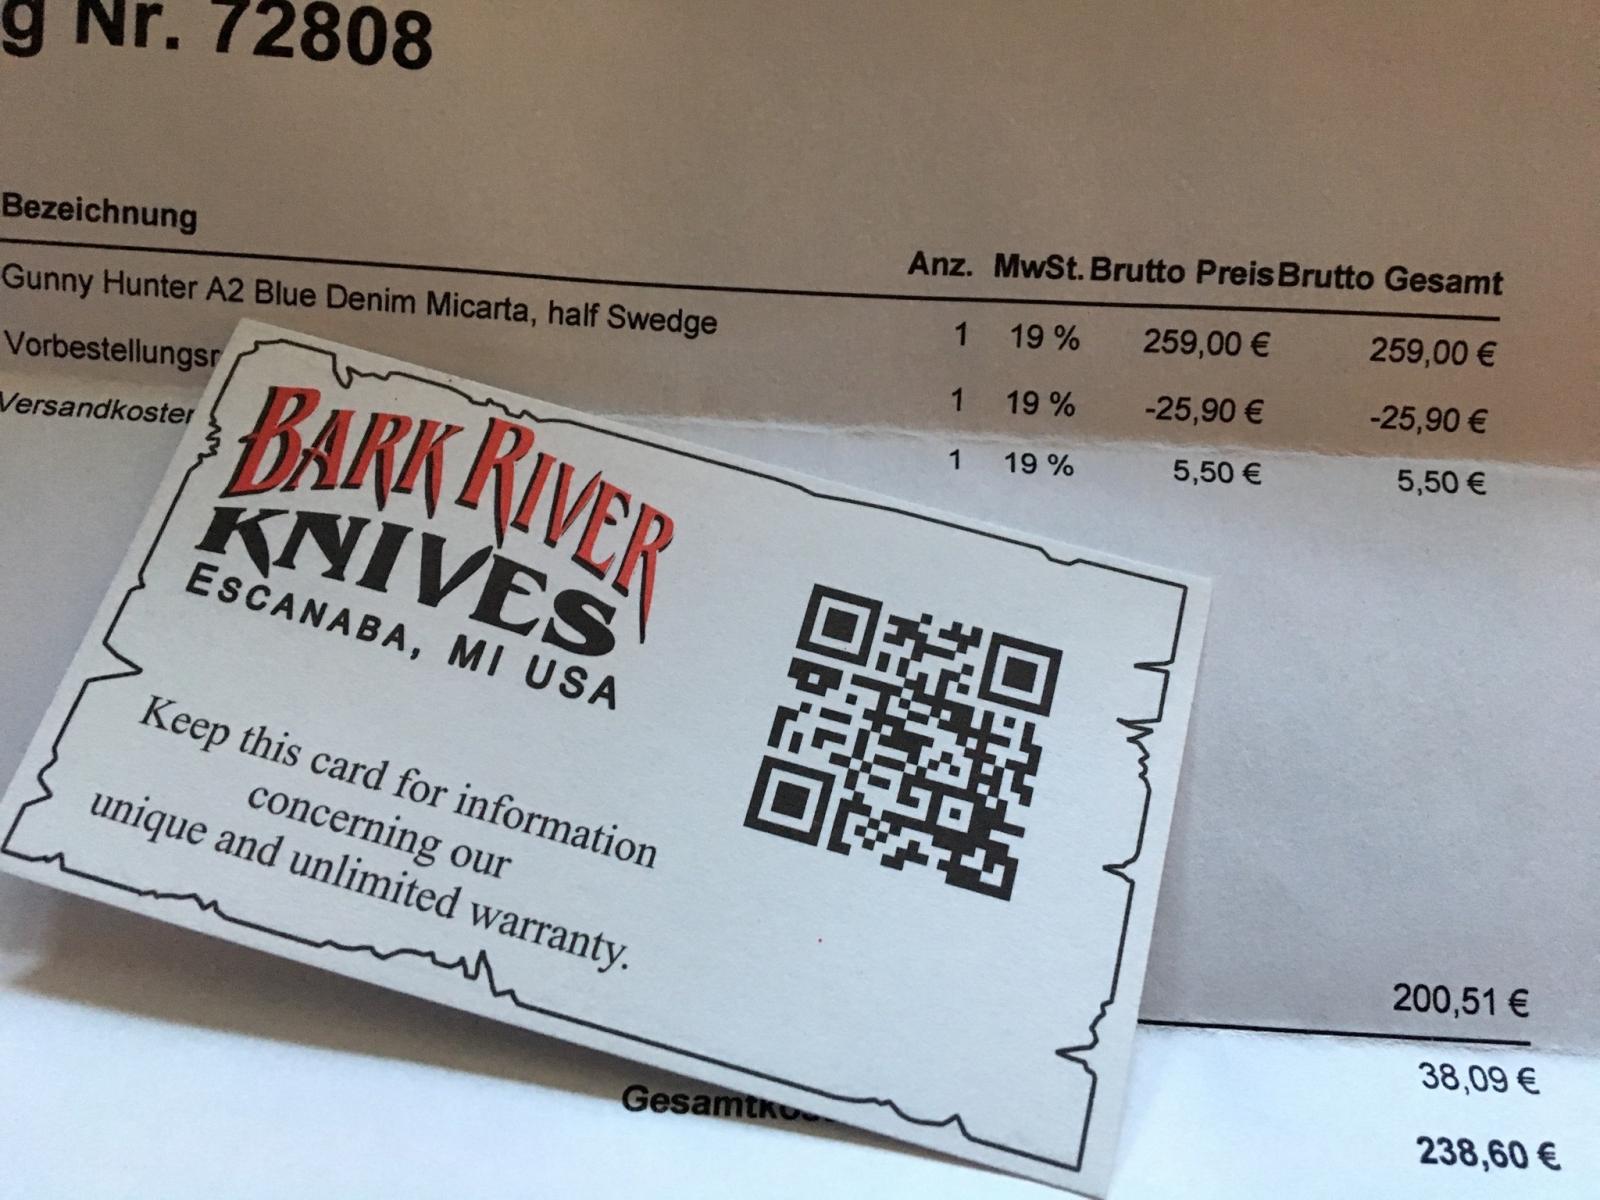 g Nr. 72808
Bezeichnung Anz. MwSt. Brutto Preis Brutto Gesamt
Gunny Hunter A2 Blue Denim Micarta, half Swedge 1 19 % 259,00 € 259,00 €
Vorbestellungsr 1 19 % -25,90 € -25,90 €
Versandkosten 1 19 % 5,50 € 5,50 €
BARK RIVER
KNIVES
ESCANABA, MI USA
Keep this card for information
concerning our
unique and unlimited warranty.
200,51 €
38,09 €
Gesamtkos 238,60 €